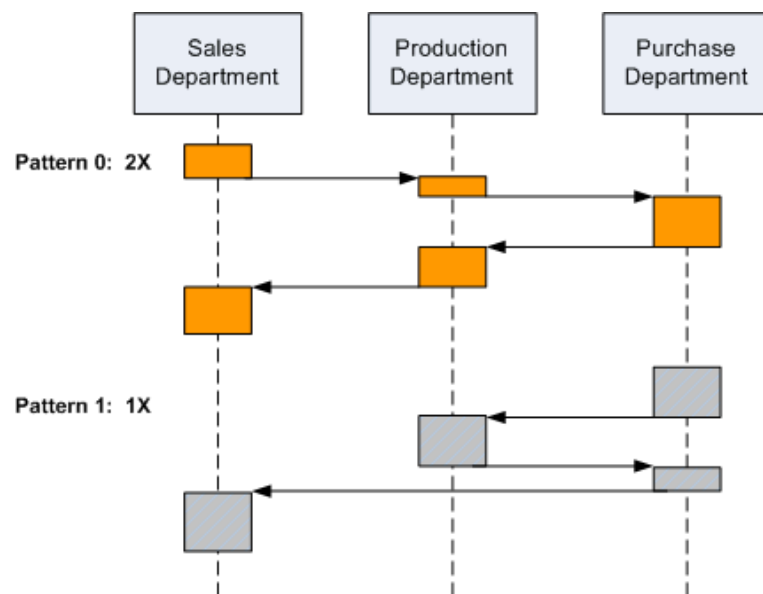 Sales
Department
Production
Department
Purchase
Department
Pattern 0: 2X
Pattern 1: 1X